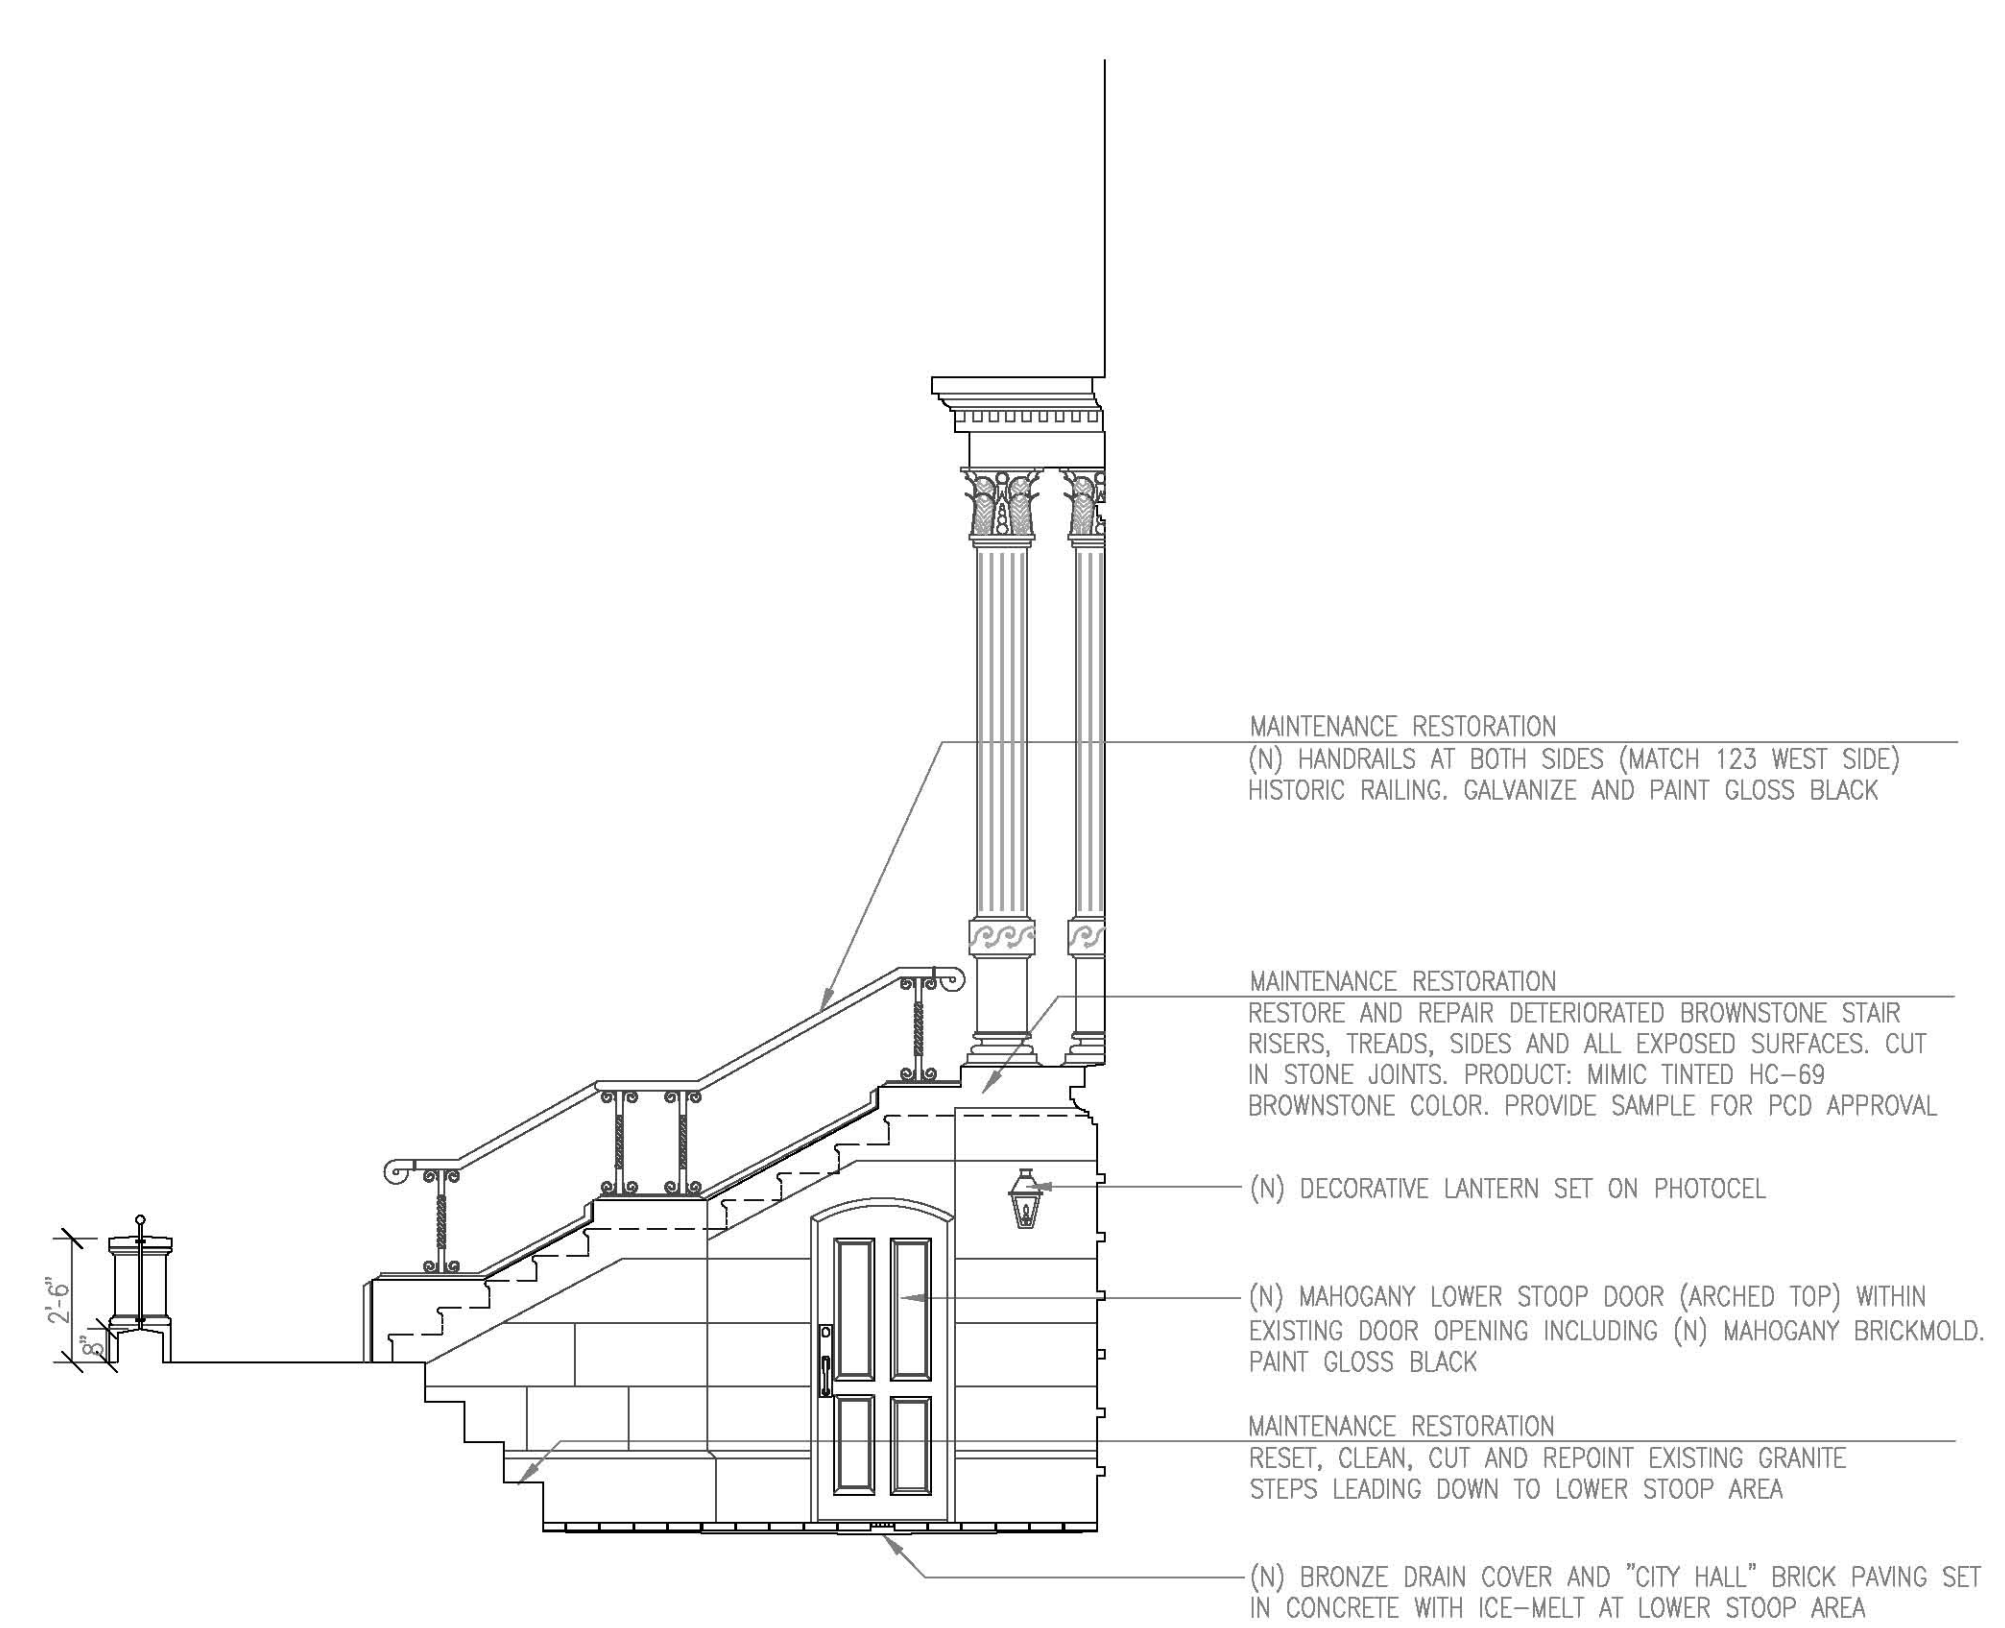 MAINTENANCE RESTORATION
(N) HANDRAILS AT BOTH SIDES (MATCH 123 WEST SIDE)
HISTORIC RAILING. GALVANIZE AND PAINT GLOSS BLACK
MAINTENANCE RESTORATION
RESTORE AND REPAIR DETERIORATED BROWNSTONE STAIR
RISERS, TREADS, SIDES AND ALL EXPOSED SURFACES. CUT
IN STONE JOINTS. PRODUCT: MIMIC TINTED HC-69
BROWNSTONE COLOR. PROVIDE SAMPLE FOR PCD APPROVAL
(N) DECORATIVE LANTERN SET ON PHOTOCEL
2'-6"
8"
(N) MAHOGANY LOWER STOOP DOOR (ARCHED TOP) WITHIN
EXISTING DOOR OPENING INCLUDING (N) MAHOGANY BRICKMOLD.
PAINT GLOSS BLACK
MAINTENANCE RESTORATION
RESET, CLEAN, CUT AND REPOINT EXISTING GRANITE
STEPS LEADING DOWN TO LOWER STOOP AREA
(N) BRONZE DRAIN COVER AND "CITY HALL" BRICK PAVING SET
IN CONCRETE WITH ICE-MELT AT LOWER STOOP AREA